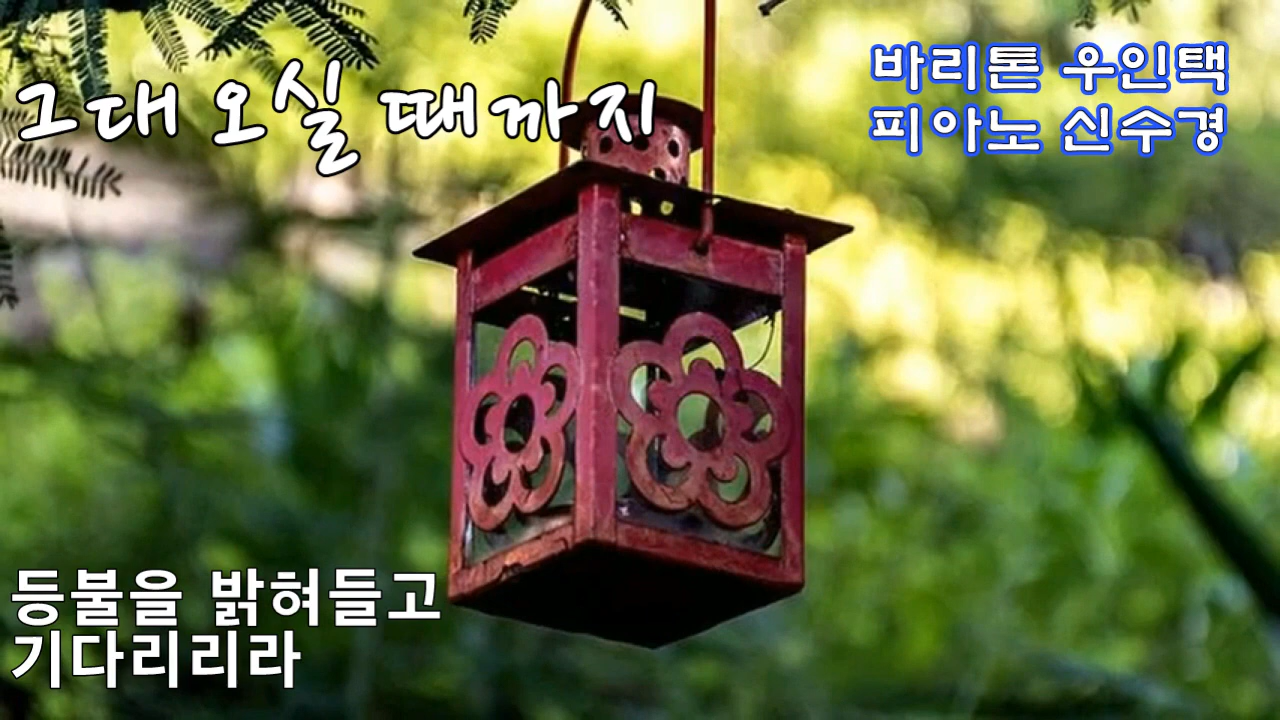 그대 오실 때까지
바리톤 우인택
피아노 신수경
등불을 밝혀들고
기다리리라